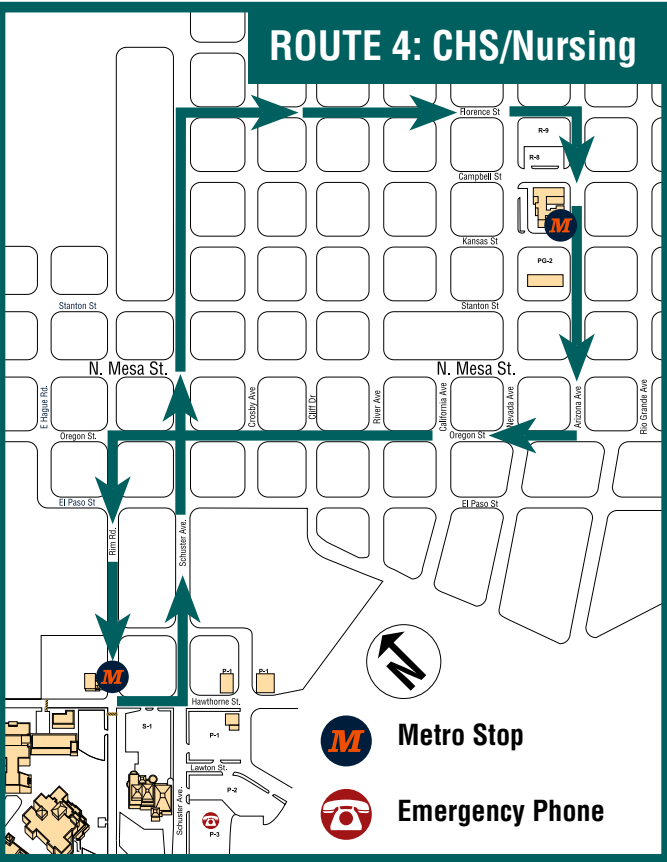 ROUTE 4: CHS/Nursing
Florence St
R-9
R-8
Campbell St
M
Kansas St
PG-2
Stanton St
Stanton St
N. Mesa St.
N. Mesa St.
E Hague Rd.
Crosby Ave
Cliff Dr
River Ave
California Ave
Nevada Ave
Arizona Ave
Rio Grande Ave
Oregon St.
Oregon St
El Paso St
El Paso St
Rim Rd.
Schuster Ave.
N
M
P-1
P-1
Hawthorne St.
S-1
P-1
M Metro Stop
Lawton St.
P-2
Schuster Ave.
P-3
Emergency Phone